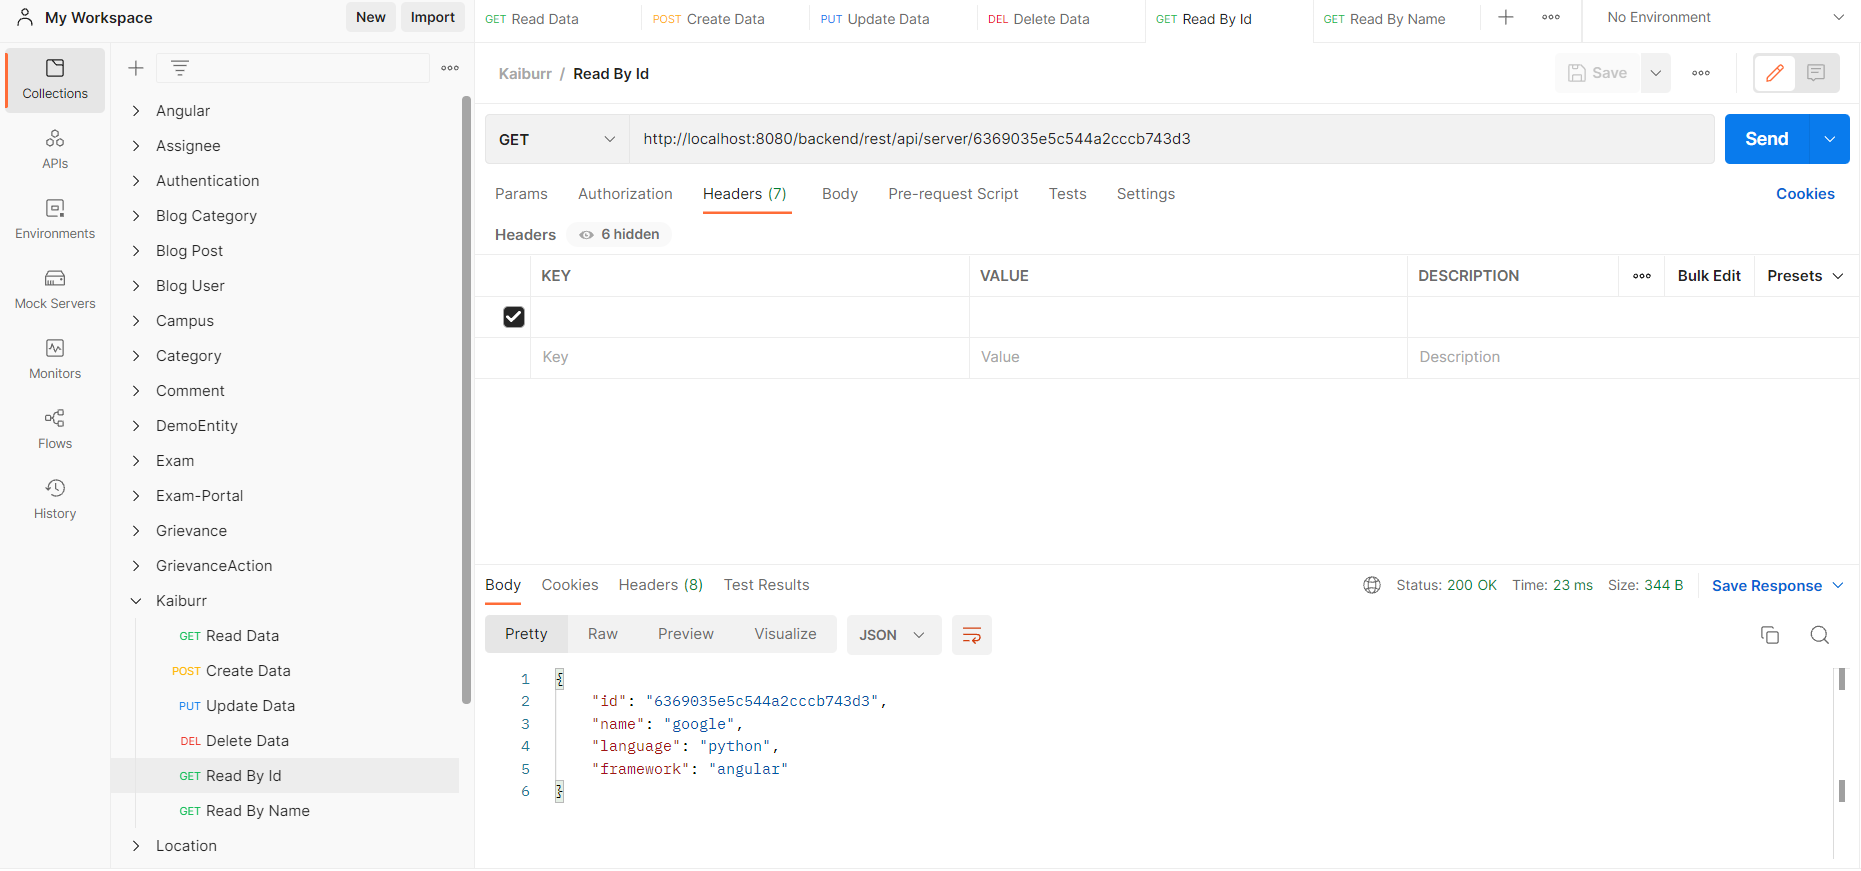 My Workspace
New
Import
GET Read Data
POST Create Data
PUT Update Data
DEL Delete Data
GET Read By Id
GET Read By Name
No Environment
Collections
APIs
Environments
Mock Servers
Monitors
Flows
History
Angular
Assignee
Authentication
Blog Category
Blog Post
Blog User
Campus
Category
Comment
DemoEntity
Exam
Exam-Portal
Grievance
GrievanceAction
Kaiburr
GET Read Data
POST Create Data
PUT Update Data
DEL Delete Data
GET Read By Id
GET Read By Name
Location
Kaiburr / Read By Id
Save
GET
http://localhost:8080/backend/rest/api/server/6369035e5c544a2cccb743d3
Send
Params
Authorization
Headers (7)
Body
Pre-request Script
Tests
Settings
Cookies
Headers
6 hidden
KEY
VALUE
DESCRIPTION
Bulk Edit
Presets
Key
Value
Description
Body
Cookies
Headers (8)
Test Results
Status: 200 OK
Time: 23 ms
Size: 344 B
Save Response
Pretty
Raw
Preview
Visualize
JSON
1 {
2 "id": "6369035e5c544a2cccb743d3",
3 "name": "google",
4 "language": "python",
5 "framework": "angular"
6 }